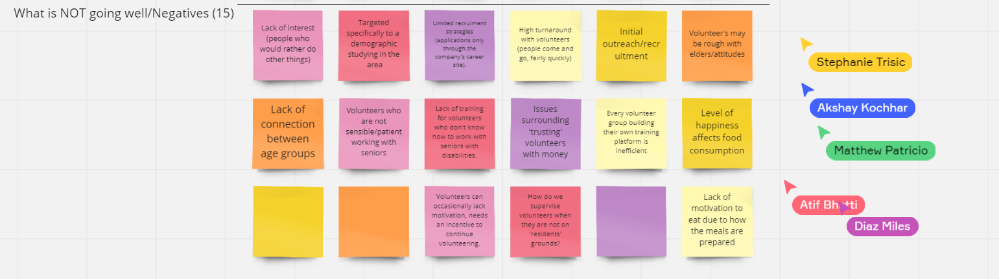 What is NOT going well/Negatives (15)
Lack of interest
(people who
would rather do
other things)
Targeted
specifically to a
demographic
studying in the
area
Limited recruiment
strategies
(applications only
through the
company's career
site).
High turnaround
with volunteers
(people come and
go, fairly quickly)
Initial
outreach/recr
uitment
Volunteer's may
be rough with
elders/attitudes
Lack of
connection
between
age groups
Volunteers who
are not
sensible/patient
working with
seniors
Lack of training
for volunteers
who don't know
how to work with
seniors with
disabilities.
Issues
surrounding
'trusting'
volunteers
with money
Every volunteer
group building
their own training
platform is
inefficient
Level of
happiness
affects food
consumption
Volunteers can
occasionally lack
motivation, needs
an incentive to
continue
volunteering.
How do we
supervise
volunteers when
they are not on
'residents'
grounds?
Lack of
motivation to
eat due to how
the meals are
prepared
Stephanie Trisic
Akshay Kochhar
Matthew Patricio
Atif Bhatti
Diaz Miles